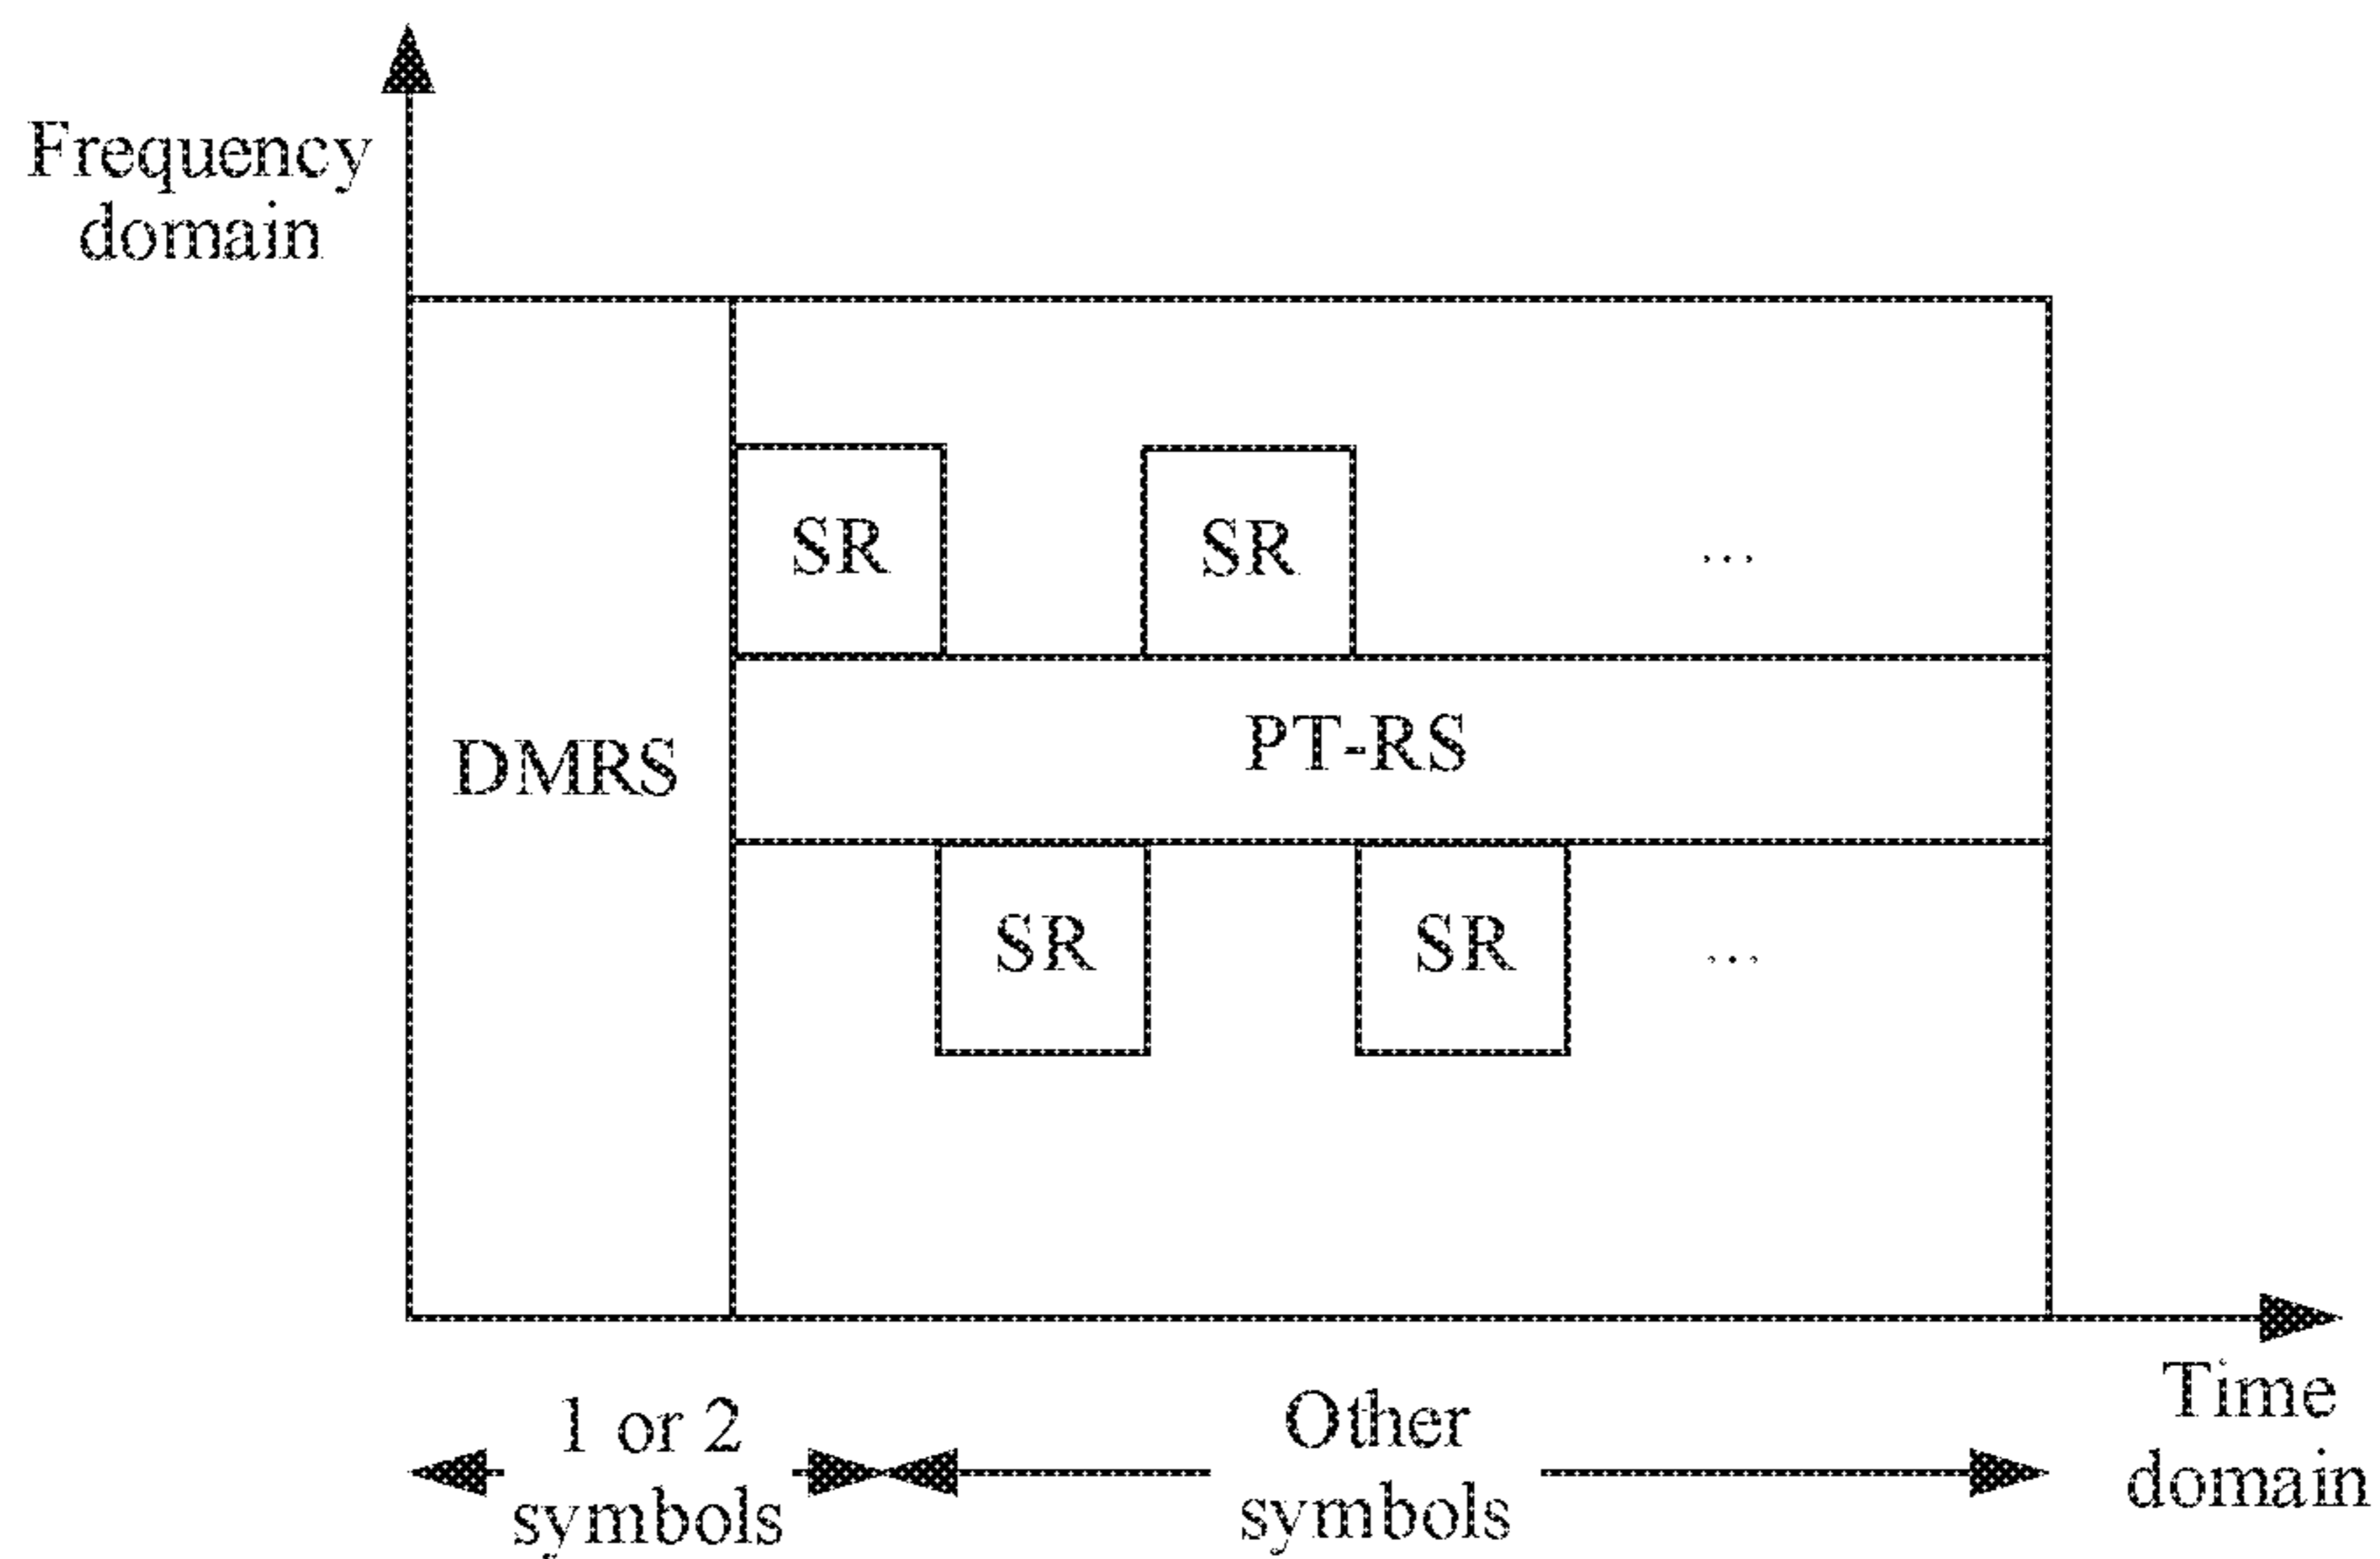 Frequency
domain
SR
SR
...
PT-RS
DMRS
SR
SR
...
1 or 2
symbols
Other
symbols
Time
domain